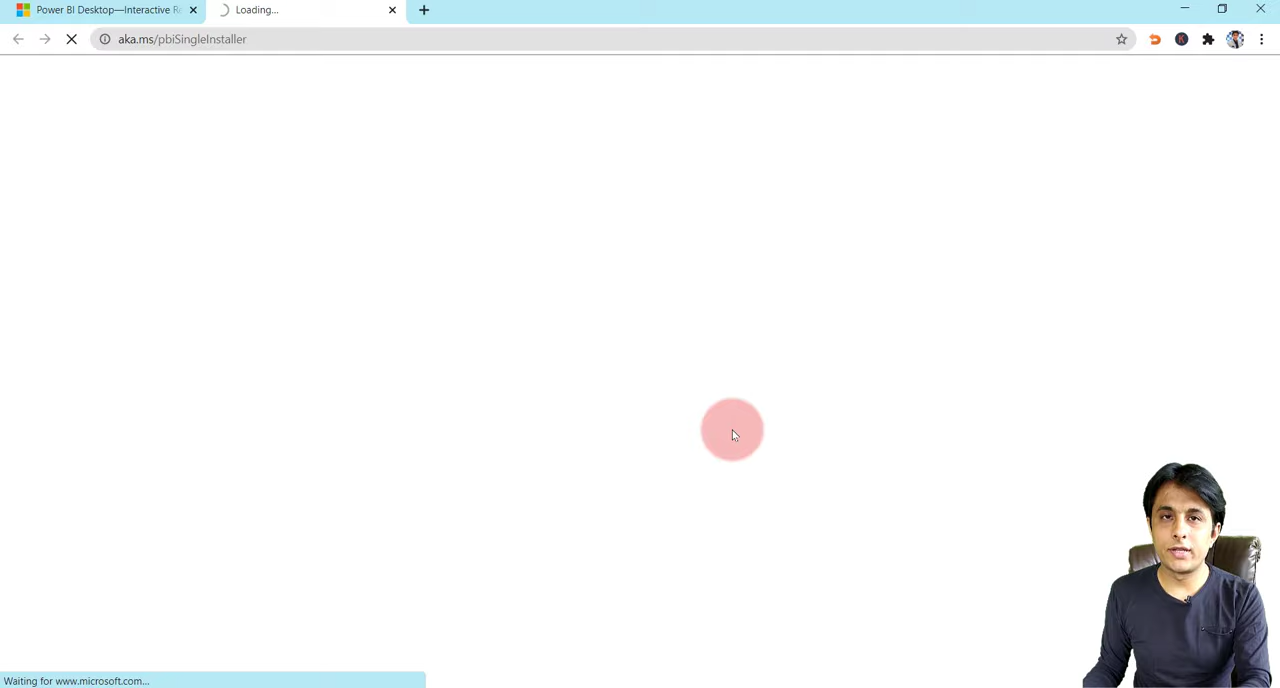 Power BI Desktop—Interactive R
Loading...
aka.ms/pbiSingleInstaller
K
Waiting for www.microsoft.com...